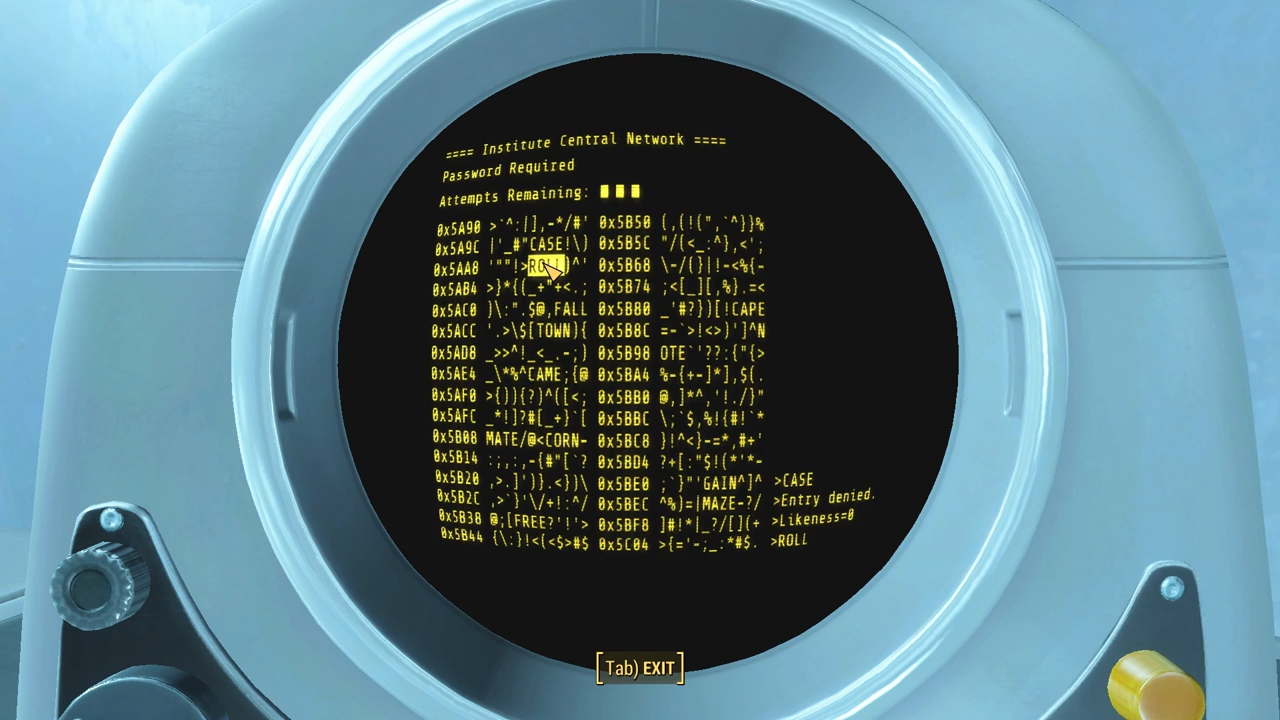 ==== Institute Central Network ====
Password Required
Attempts Remaining: ■ ■ ■
0x5A90 >`^:|],-*/#' 0x5B50 (,(!(",`^}}%
0x5A9C |'_#"CASE!\) 0x5B5C "/(<_:^},<';
0x5AA8 '""!>ROLL)^' 0x5B68 \-/(}|!-<%{-
0x5AB4 >}*{(_+"+<.; 0x5B74 ;<[_][,%}.=<
0x5AC0 )\:".$@,FALL 0x5B80 _'#?})[!CAPE
0x5ACC '.>\$[TOWN){ 0x5B8C =-`>!<>)']^N
0x5AD8 _>>^!_<_.-;) 0x5B98 OTE`'??:{"{>
0x5AE4 _\*%^CAME;{@ 0x5BA4 %-{+-]*],$(.
0x5AF0 >{)){?)^([<; 0x5BB0 @,]*^,'!./}"
0x5AFC _*!]?#[_+}`[ 0x5BBC \;`$,%!{#!`*
0x5B08 MATE/@<CORN- 0x5BC8 }!^<}-=*,#+'
0x5B14 :;,:,-{#"[`? 0x5BD4 ?+[:"$!(*'*-
0x5B20 ,>.]')}.<})\ 0x5BE0 ;`}"'GAIN^]^ >CASE
0x5B2C ,>`}'\/+!:^/ 0x5BEC ^%)=|MAZE-?/ >Entry denied.
0x5B38 @;[FREE?'!'> 0x5BF8 ]#!*|_?/[](+ >Likeness=0
0x5B44 {\:}!<(<$>#$ 0x5C04 >{='-;_:*#$. >ROLL
Tab) EXIT